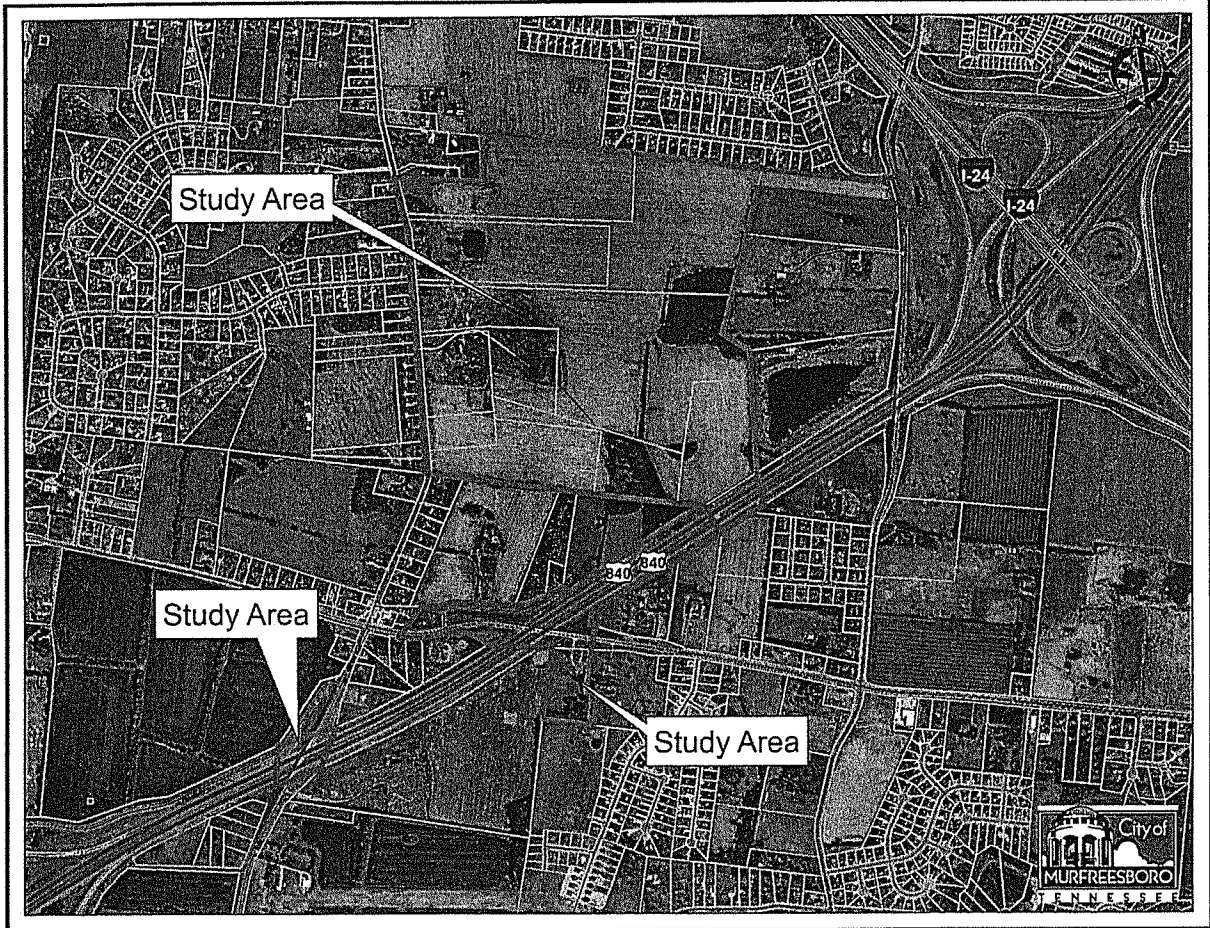 I-24
I-24
Study Area
840
840
Study Area
Study Area
City of
MURFREESBORO
TENNESSEE